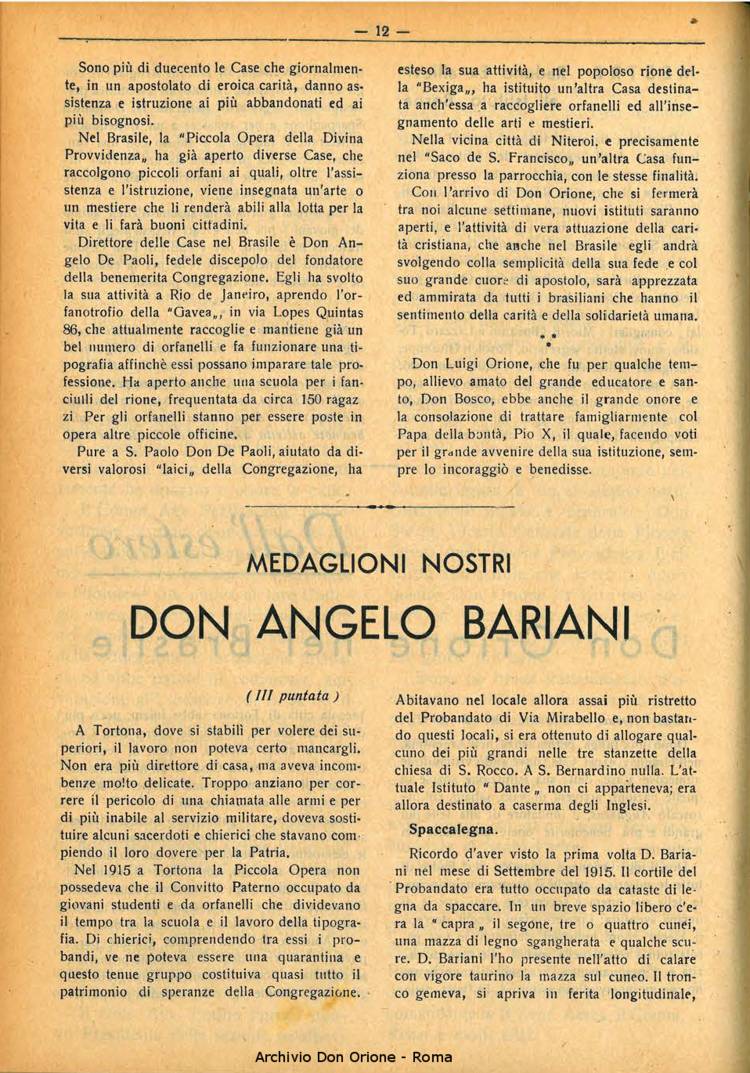 — 12 —
Sono più di duecento le Case che giornalmen-
te, in un apostolato di eroica carità, danno as-
sistenza e istruzione ai più abbandonati ed ai
più bisognosi.
Nel Brasile, la "Piccola Opera della Divina
Provvidenza„ ha già aperto diverse Case, che
raccolgono piccoli orfani ai quali, oltre l'assi-
stenza e l'istruzione, viene insegnata un'arte o
un mestiere che li renderà abili alla lotta per la
vita e li farà buoni cittadini.
Direttore delle Case nel Brasile è Don An-
gelo De Paoli, fedele discepolo del fondatore
della benemerita Congregazione. Egli ha svolto
la sua attività a Rio de Janeiro, aprendo l'or-
fanotrofio della "Gavea„, in via Lopes Quintas
86, che attualmente raccoglie e mantiene già un
bel numero di orfanelli e fa funzionare una ti-
pografia affinchè essi possano imparare tale pro-
fessione. Ha aperto anche una scuola per i fan-
ciulli del rione, frequentata da circa 150 ragaz
zi Per gli orfanelli stanno per essere poste in
opera altre piccole officine.
Pure a S. Paolo Don De Paoli, aiutato da di-
versi valorosi "laici„ della Congregazione, ha
esteso la sua attività, e nel popoloso rione del-
la "Bexiga„, ha istituito un'altra Casa destina-
ta anch'essa a raccogliere orfanelli ed all'inse-
gnamento delle arti e mestieri.
Nella vicina città di Niteroi, e precisamente
nel "Saco de S. Francisco„ un'altra Casa fun-
ziona presso la parrocchia, con le stesse finalità.
Con l'arrivo di Don Orione, che si fermerà
tra noi alcune settimane, nuovi istituti saranno
aperti, e l'attività di vera attuazione della cari-
tà cristiana, che anche nel Brasile egli andrà
svolgendo colla semplicità della sua fede e col
suo grande cuore di apostolo, sarà apprezzata
ed ammirata da tutti i brasiliani che hanno il
sentimento della carità e della solidarietà umana.
* * *
Don Luigi Orione, che fu per qualche tem-
po, allievo amato del grande educatore e san-
to, Don Bosco, ebbe anche il grande onore e
la consolazione di trattare famigliarmente col
Papa della bontà, Pio X, il quale, facendo voti
per il grande avvenire della sua istituzione, sem-
pre lo incoraggiò e benedisse.
MEDAGLIONI NOSTRI
DON ANGELO BARIANI
( III puntata )
A Tortona, dove si stabilì per volere dei su-
periori, il lavoro non poteva certo mancargli.
Non era più direttore di casa, ma aveva incom-
benze molto delicate. Troppo anziano per cor-
rere il pericolo di una chiamata alle armi e per
di più inabile al servizio militare, doveva sosti-
tuire alcuni sacerdoti e chierici che stavano com-
piendo il loro dovere per la Patria.
Nel 1915 a Tortona la Piccola Opera non
possedeva che il Convitto Paterno occupato da
giovani studenti e da orfanelli che dividevano
il tempo tra la scuola e il lavoro della tipogra-
fia. Di chierici, comprendendo tra essi i pro-
bandi, ve ne poteva essere una quarantina e
questo tenue gruppo costituiva quasi tutto il
patrimonio di speranze della Congregazione.
Abitavano nel locale allora assai più ristretto
del Probandato di Via Mirabello e, non bastan-
do questi locali, si era ottenuto di allogare qual-
cuno dei più grandi nelle tre stanzette della
chiesa di S. Rocco. A S. Bernardino nulla. L'at-
tuale Istituto " Dante „ non ci apparteneva; era
allora destinato a caserma degli Inglesi.
Spaccalegna.
Ricordo d'aver visto la prima volta D. Baria-
ni nel mese di Settembre del 1915. Il cortile del
Probandato era tutto occupato da cataste di le-
gna da spaccare. In un breve spazio libero c'e-
ra la " capra „ il segone, tre o quattro cunei,
una mazza di legno sgangherata e qualche scu-
re. D. Bariani l'ho presente nell'atto di calare
con vigore taurino la mazza sul cuneo. Il tron-
co gemeva, si apriva in ferita longitudinale,
Archivio Don Orione - Roma